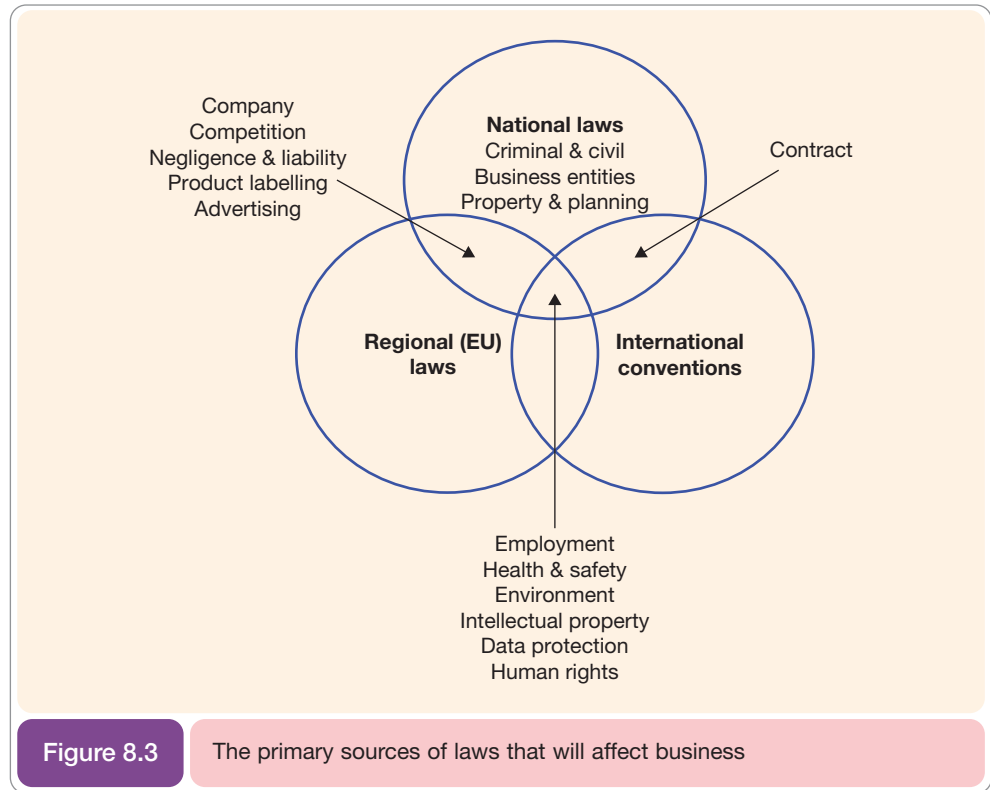 Company
Competition
Negligence & liability
Product labelling
Advertising
National laws
Criminal & civil
Business entities
Property & planning
Contract
Regional (EU)
laws
International
conventions
Employment
Health & safety
Environment
Intellectual property
Data protection
Human rights
Figure 8.3
The primary sources of laws that will affect business